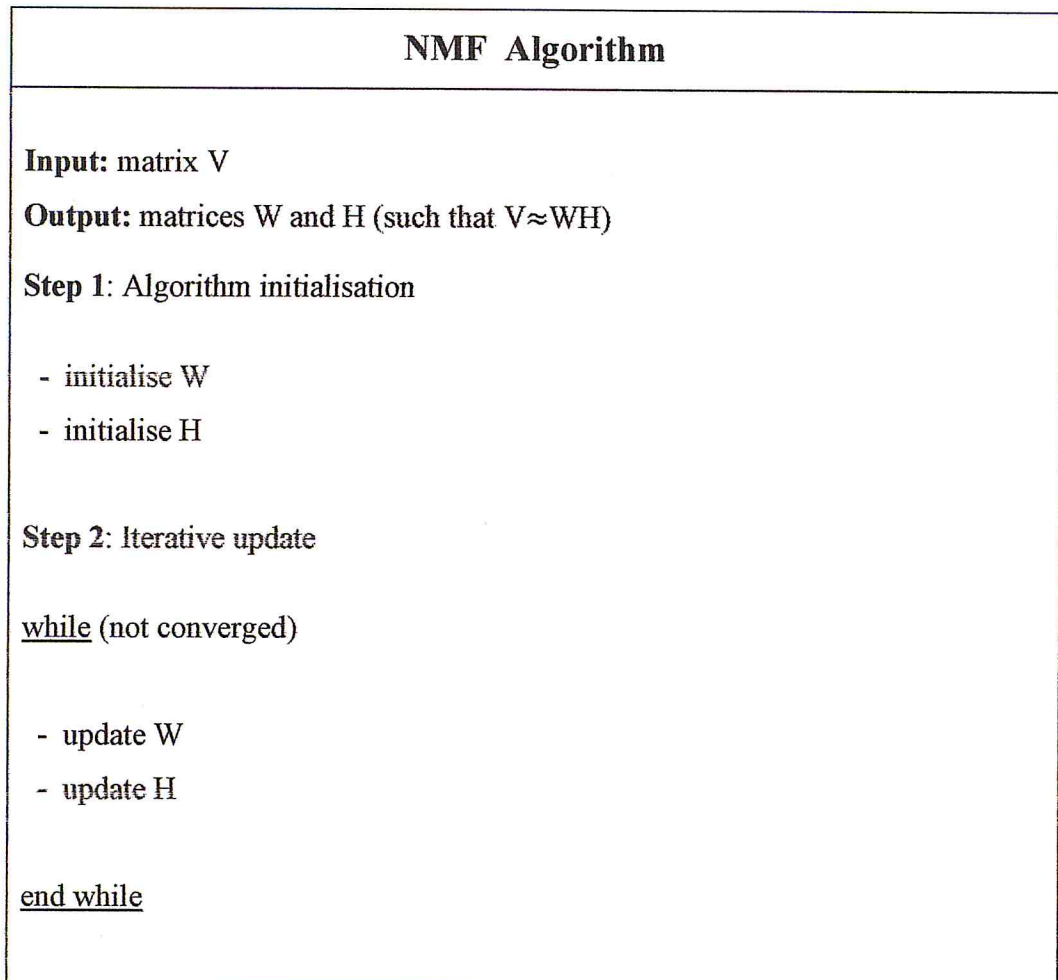 NMF Algorithm
Input: matrix V
Output: matrices W and H (such that V≈WH)
Step 1: Algorithm initialisation
- initialise W
- initialise H
Step 2: Iterative update
while (not converged)
- update W
- update H
end while